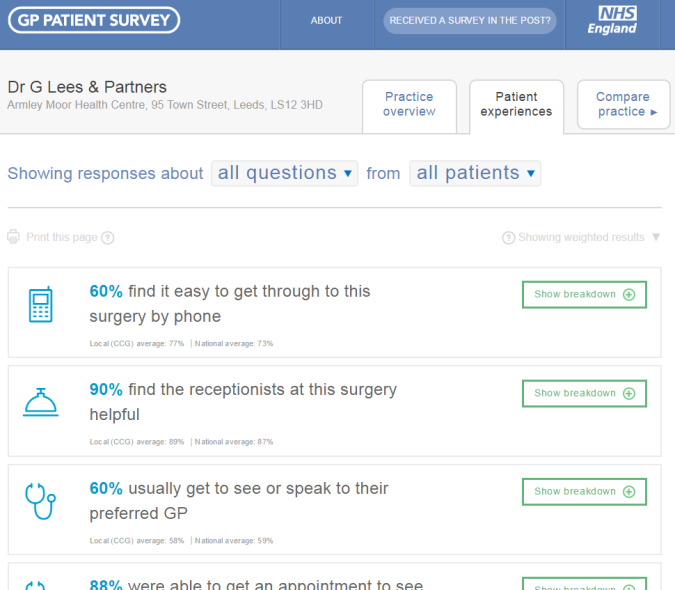 GP PATIENT SURVEY
ABOUT
RECEIVED A SURVEY IN THE POST?
NHS
England
Dr G Lees & Partners
Armley Moor Health Centre, 95 Town Street, Leeds, LS12 3HD
Practice
overview
Patient
experiences
Compare
practice ►
Showing responses about all questions ▼ from all patients ▼
Print this page ?
? Showing weighted results ▼
60% find it easy to get through to this
surgery by phone
Local (CCG) average: 77% | National average: 73%
Show breakdown
90% find the receptionists at this surgery
helpful
Local (CCG) average: 89% | National average: 87%
Show breakdown
60% usually get to see or speak to their
preferred GP
Local (CCG) average: 58% | National average: 59%
Show breakdown
88% were able to get an appointment to see
Show breakdown